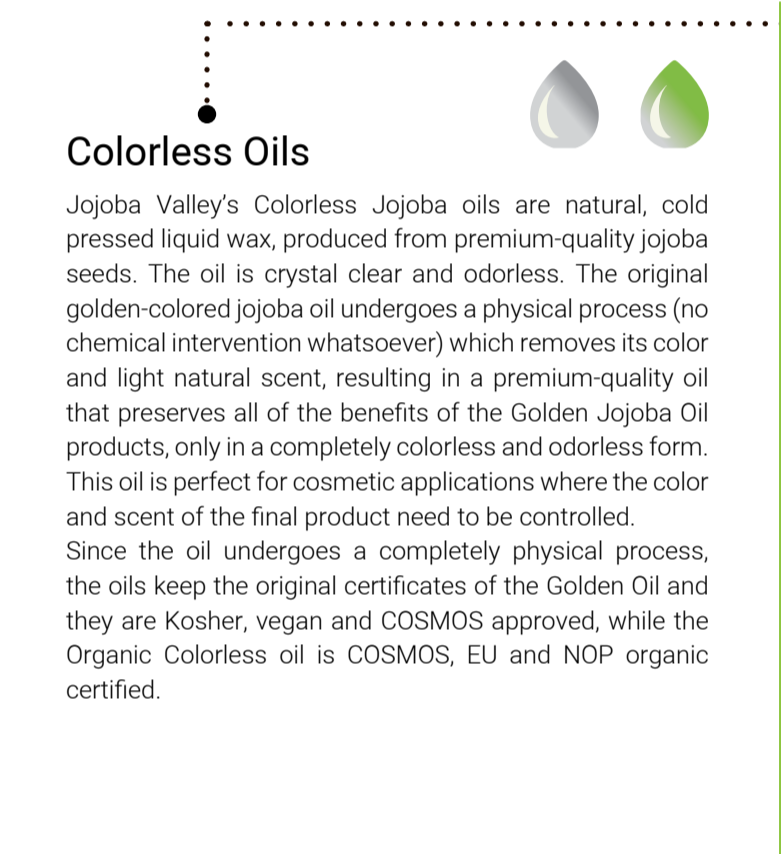 Colorless Oils
Jojoba Valley's Colorless Jojoba oils are natural, cold
pressed liquid wax, produced from premium-quality jojoba
seeds. The oil is crystal clear and odorless. The original
golden-colored jojoba oil undergoes a physical process (no
chemical intervention whatsoever) which removes its color
and light natural scent, resulting in a premium-quality oil
that preserves all of the benefits of the Golden Jojoba Oil
products, only in a completely colorless and odorless form.
This oil is perfect for cosmetic applications where the color
and scent of the final product need to be controlled.
Since the oil undergoes a completely physical process,
the oils keep the original certificates of the Golden Oil and
they are Kosher, vegan and COSMOS approved, while the
Organic Colorless oil is COSMOS, EU and NOP organic
certified.